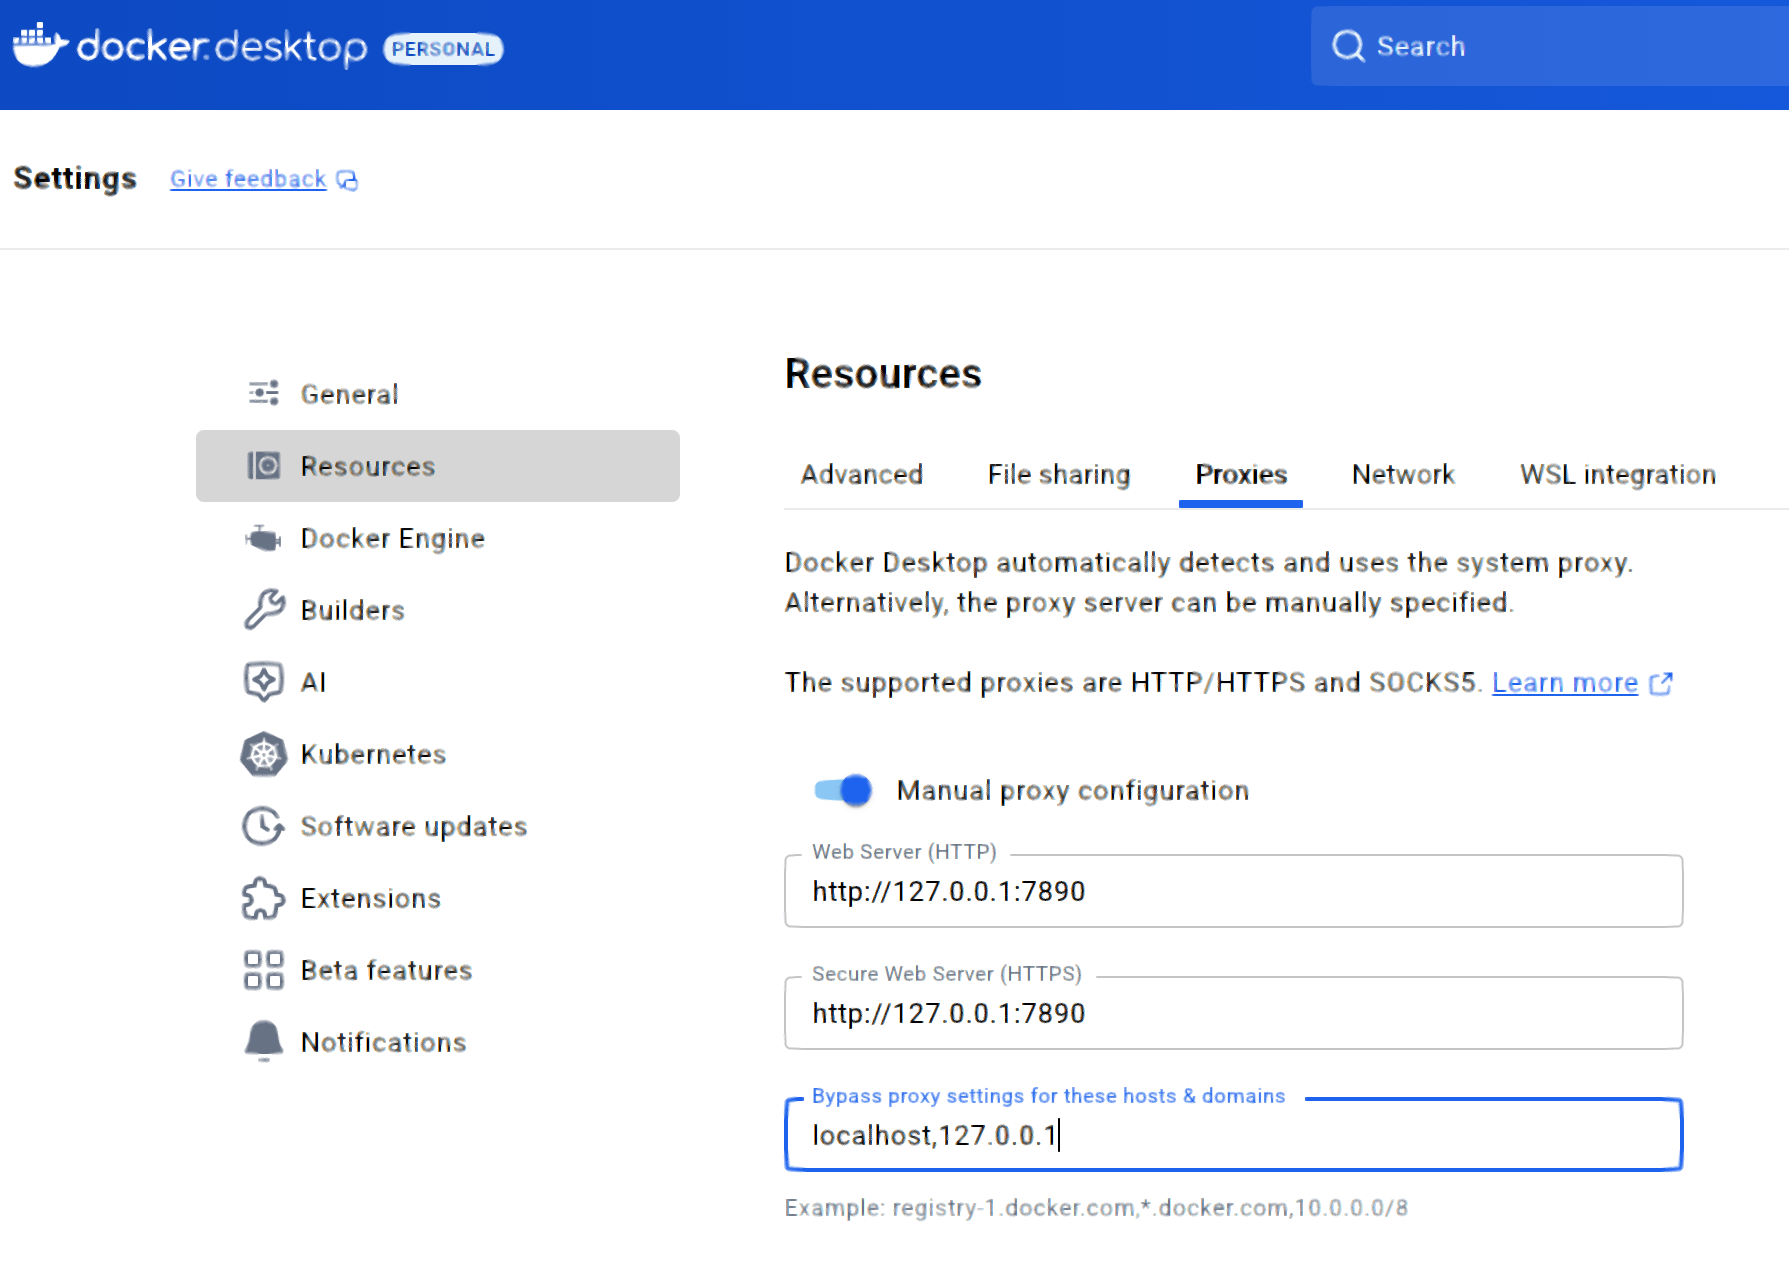 docker.desktop PERSONAL
Search
Settings Give feedback
General
Resources
Docker Engine
Builders
AI
Kubernetes
Software updates
Extensions
Beta features
Notifications
Resources
Advanced File sharing Proxies Network WSL integration
Docker Desktop automatically detects and uses the system proxy.
Alternatively, the proxy server can be manually specified.
The supported proxies are HTTP/HTTPS and SOCKS5. Learn more
Manual proxy configuration
Web Server (HTTP)
http://127.0.0.1:7890
Secure Web Server (HTTPS)
http://127.0.0.1:7890
Bypass proxy settings for these hosts & domains
localhost,127.0.0.1
Example: registry-1.docker.com,*.docker.com,10.0.0.0/8